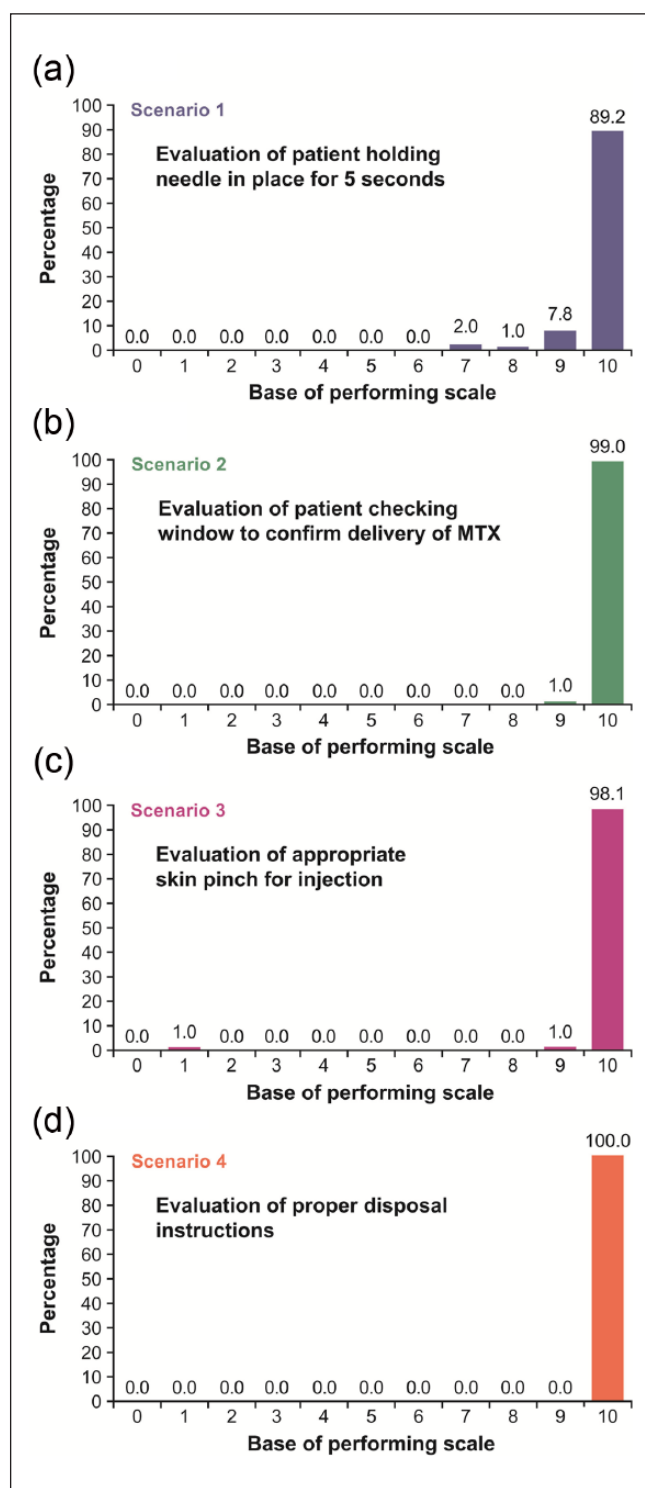 (a)
Scenario 1
Evaluation of patient holding
needle in place for 5 seconds
Percentage
100
90
80
70
60
50
40
30
20
10
0
0.0 0.0 0.0 0.0 0.0 0.0 0.0 2.0 1.0 7.8 89.2
0 1 2 3 4 5 6 7 8 9 10
Base of performing scale
(b)
Scenario 2
Evaluation of patient checking
window to confirm delivery of MTX
Percentage
100
90
80
70
60
50
40
30
20
10
0
0.0 0.0 0.0 0.0 0.0 0.0 0.0 0.0 0.0 1.0 99.0
0 1 2 3 4 5 6 7 8 9 10
Base of performing scale
(c)
Scenario 3
Evaluation of appropriate
skin pinch for injection
Percentage
100
90
80
70
60
50
40
30
20
10
0
0.0 1.0 0.0 0.0 0.0 0.0 0.0 0.0 0.0 1.0 98.1
0 1 2 3 4 5 6 7 8 9 10
Base of performing scale
(d)
Scenario 4
Evaluation of proper disposal
instructions
Percentage
100
90
80
70
60
50
40
30
20
10
0
0.0 0.0 0.0 0.0 0.0 0.0 0.0 0.0 0.0 0.0 100.0
0 1 2 3 4 5 6 7 8 9 10
Base of performing scale